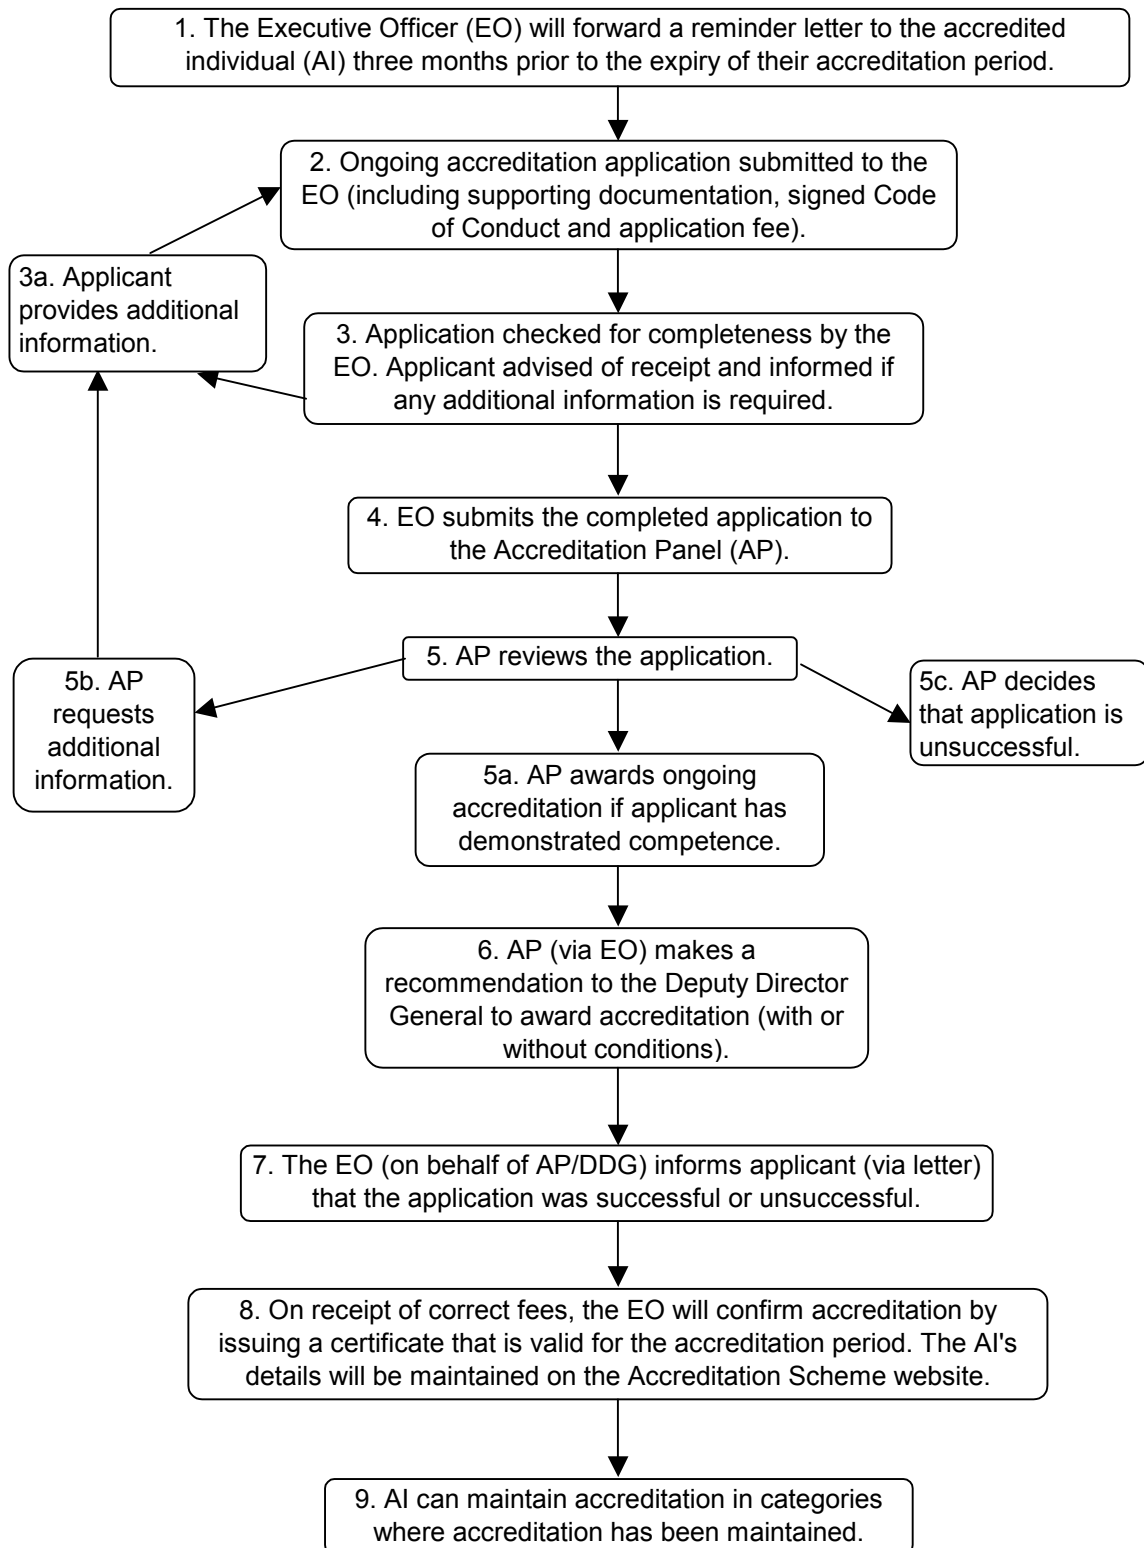 1. The Executive Officer (EO) will forward a reminder letter to the accredited
individual (AI) three months prior to the expiry of their accreditation period.
2. Ongoing accreditation application submitted to the
EO (including supporting documentation, signed Code
of Conduct and application fee).
3a. Applicant
provides additional
information.
3. Application checked for completeness by the
EO. Applicant advised of receipt and informed if
any additional information is required.
4. EO submits the completed application to
the Accreditation Panel (AP).
5. AP reviews the application.
5b. AP
requests
additional
information.
5c. AP decides
that application is
unsuccessful.
5a. AP awards ongoing
accreditation if applicant has
demonstrated competence.
6. AP (via EO) makes a
recommendation to the Deputy Director
General to award accreditation (with or
without conditions).
7. The EO (on behalf of AP/DDG) informs applicant (via letter)
that the application was successful or unsuccessful.
8. On receipt of correct fees, the EO will confirm accreditation by
issuing a certificate that is valid for the accreditation period. The AI's
details will be maintained on the Accreditation Scheme website.
9. AI can maintain accreditation in categories
where accreditation has been maintained.